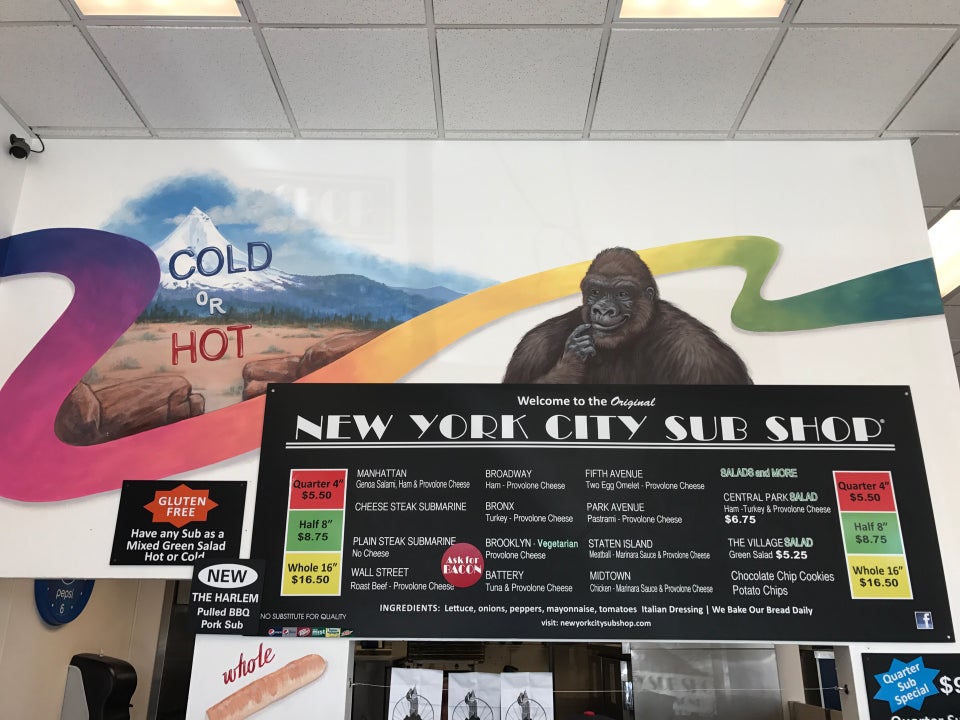 COLD
OR
HOT
Welcome to the Original
NEW YORK CITY SUB SHOP®
Quarter 4"
$5.50
Half 8"
$8.75
Whole 16"
$16.50
MANHATTAN
Genoa Salami, Ham & Provolone Cheese
CHEESE STEAK SUBMARINE
PLAIN STEAK SUBMARINE
No Cheese
WALL STREET
Roast Beef - Provolone Cheese
Ask for
BACON
BROADWAY
Ham - Provolone Cheese
BRONX
Turkey - Provolone Cheese
BROOKLYN - Vegetarian
Provolone Cheese
BATTERY
Tuna & Provolone Cheese
FIFTH AVENUE
Two Egg Omelet - Provolone Cheese
PARK AVENUE
Pastrami - Provolone Cheese
STATEN ISLAND
Meatball - Marinara Sauce & Provolone Cheese
MIDTOWN
Chicken - Marinara Sauce & Provolone Cheese
SALADS and MORE
CENTRAL PARK SALAD
Ham -Turkey & Provolone Cheese
$6.75
THE VILLAGE SALAD
Green Salad $5.25
Chocolate Chip Cookies
Potato Chips
Quarter 4"
$5.50
Half 8"
$8.75
Whole 16"
$16.50
INGREDIENTS: Lettuce, onions, peppers, mayonnaise, tomatoes Italian Dressing | We Bake Our Bread Daily
visit: newyorkcitysubshop.com
NO SUBSTITUTE FOR QUALITY
f
GLUTEN
FREE
Have any Sub as a
Mixed Green Salad
Hot or Cold
NEW
THE HARLEM
Pulled BBQ
Pork Sub
pepsi
6
whole
Quarter
Sub
Special
Quarter Sub